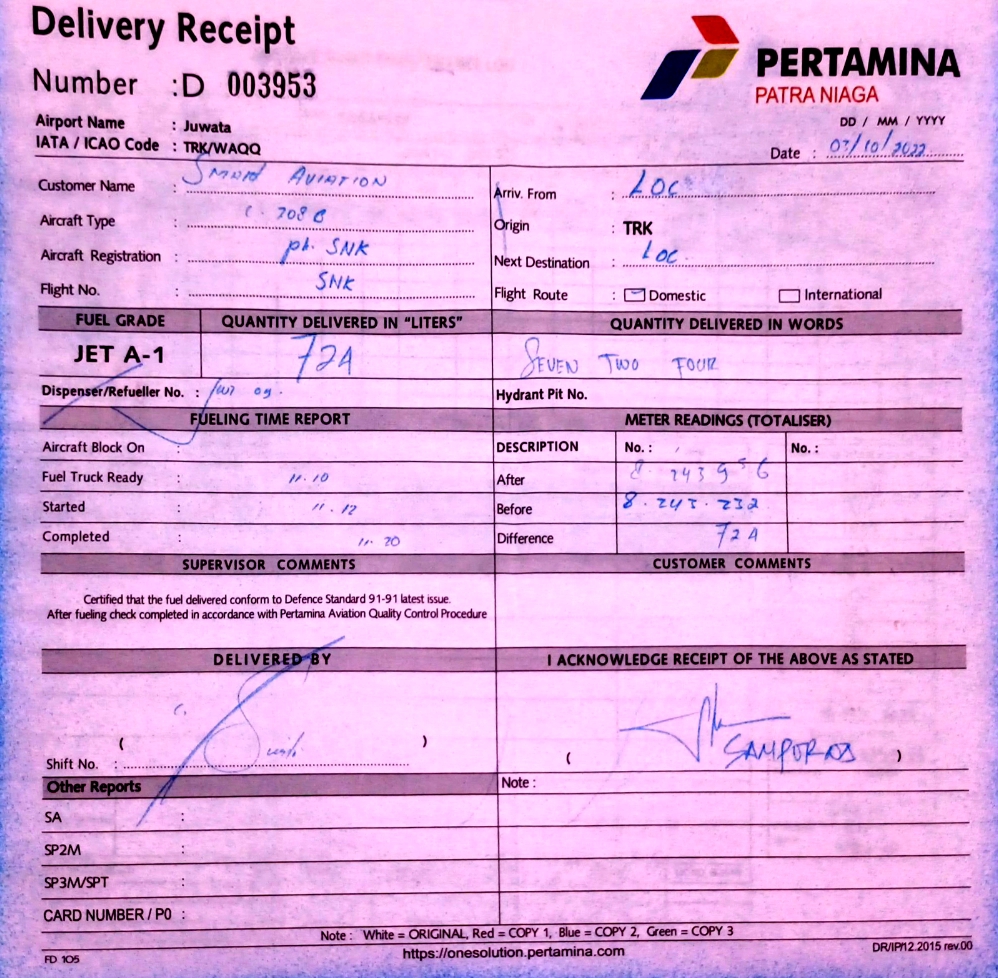 Delivery Receipt
Number : D 003953
PERTAMINA
PATRA NIAGA
Airport Name : Juwata
IATA / ICAO Code : TRK/WAQQ
DD / MM / YYYY
Date : 07/10/2022
Customer Name : AVIATION
Arriv. From : LOC
Aircraft Type : C 208 B
Origin : TRK
Aircraft Registration : pk. SNK
Next Destination : LOC
Flight No. : SNK
Flight Route : Domestic International
FUEL GRADE QUANTITY DELIVERED IN "LITERS" QUANTITY DELIVERED IN WORDS
JET A-1 724 SEVEN TWO FOUR
Dispenser/Refueller No. : 09.
Hydrant Pit No.
FUELING TIME REPORT METER READINGS (TOTALISER)
Aircraft Block On : DESCRIPTION No. : No. :
Fuel Truck Ready : 11.10 After 8.243956
Started : 11.12 Before 8.243.232
Completed : 11.20 Difference 724
SUPERVISOR COMMENTS CUSTOMER COMMENTS
Certified that the fuel delivered conform to Defence Standard 91-91 latest issue.
After fueling check completed in accordance with Pertamina Aviation Quality Control Procedure
DELIVERED BY I ACKNOWLEDGE RECEIPT OF THE ABOVE AS STATED
( ) ( )
Shift No. :
Other Reports Note :
SA :
SP2M :
SP3M/SPT :
CARD NUMBER / P0 :
Note : White = ORIGINAL, Red = COPY 1, Blue = COPY 2, Green = COPY 3
FD 105 https://onesolution.pertamina.com DR/IP/12.2015 rev.00